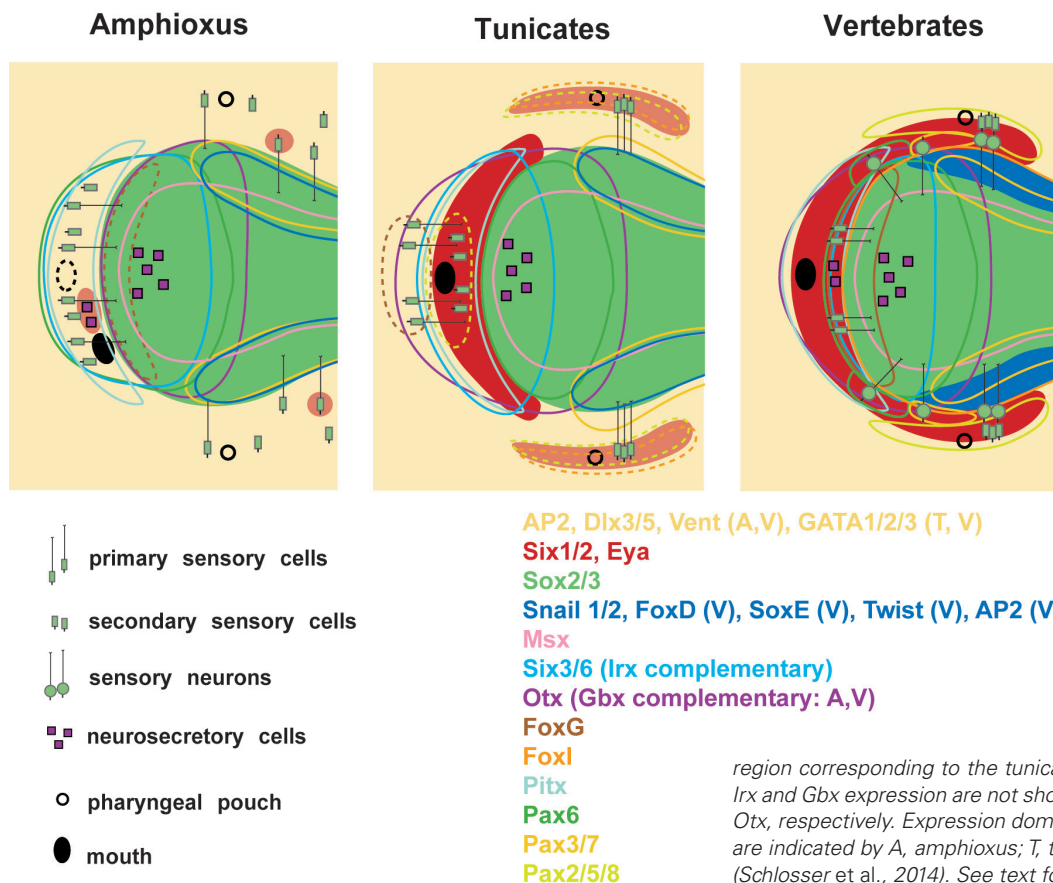 Amphioxus
Tunicates
Vertebrates
primary sensory cells
secondary sensory cells
sensory neurons
neurosecretory cells
pharyngeal pouch
mouth
AP2, Dlx3/5, Vent (A,V), GATA1/2/3 (T, V)
Six1/2, Eya
Sox2/3
Snail 1/2, FoxD (V), SoxE (V), Twist (V), AP2 (V
Msx
Six3/6 (Irx complementary)
Otx (Gbx complementary: A,V)
FoxG
FoxI
Pitx
Pax6
Pax3/7
Pax2/5/8
region corresponding to the tunica
Irx and Gbx expression are not sho
Otx, respectively. Expression dom
are indicated by A, amphioxus; T, t
(Schlosser et al., 2014). See text fo